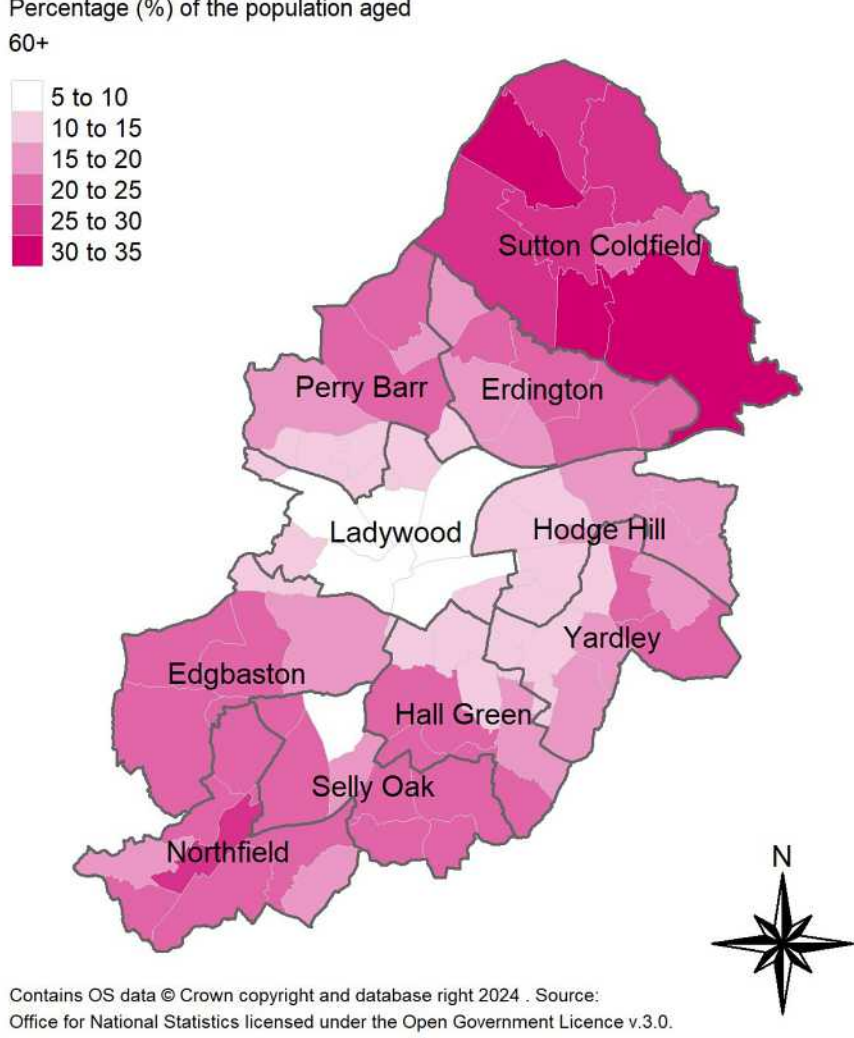 Percentage (%) of the population aged
60+
5 to 10
10 to 15
15 to 20
20 to 25
25 to 30
30 to 35
Sutton Coldfield
Perry Barr
Erdington
Ladywood
Hodge Hill
Yardley
Edgbaston
Hall Green
Selly Oak
Northfield
N
Contains OS data © Crown copyright and database right 2024 . Source:
Office for National Statistics licensed under the Open Government Licence v.3.0.